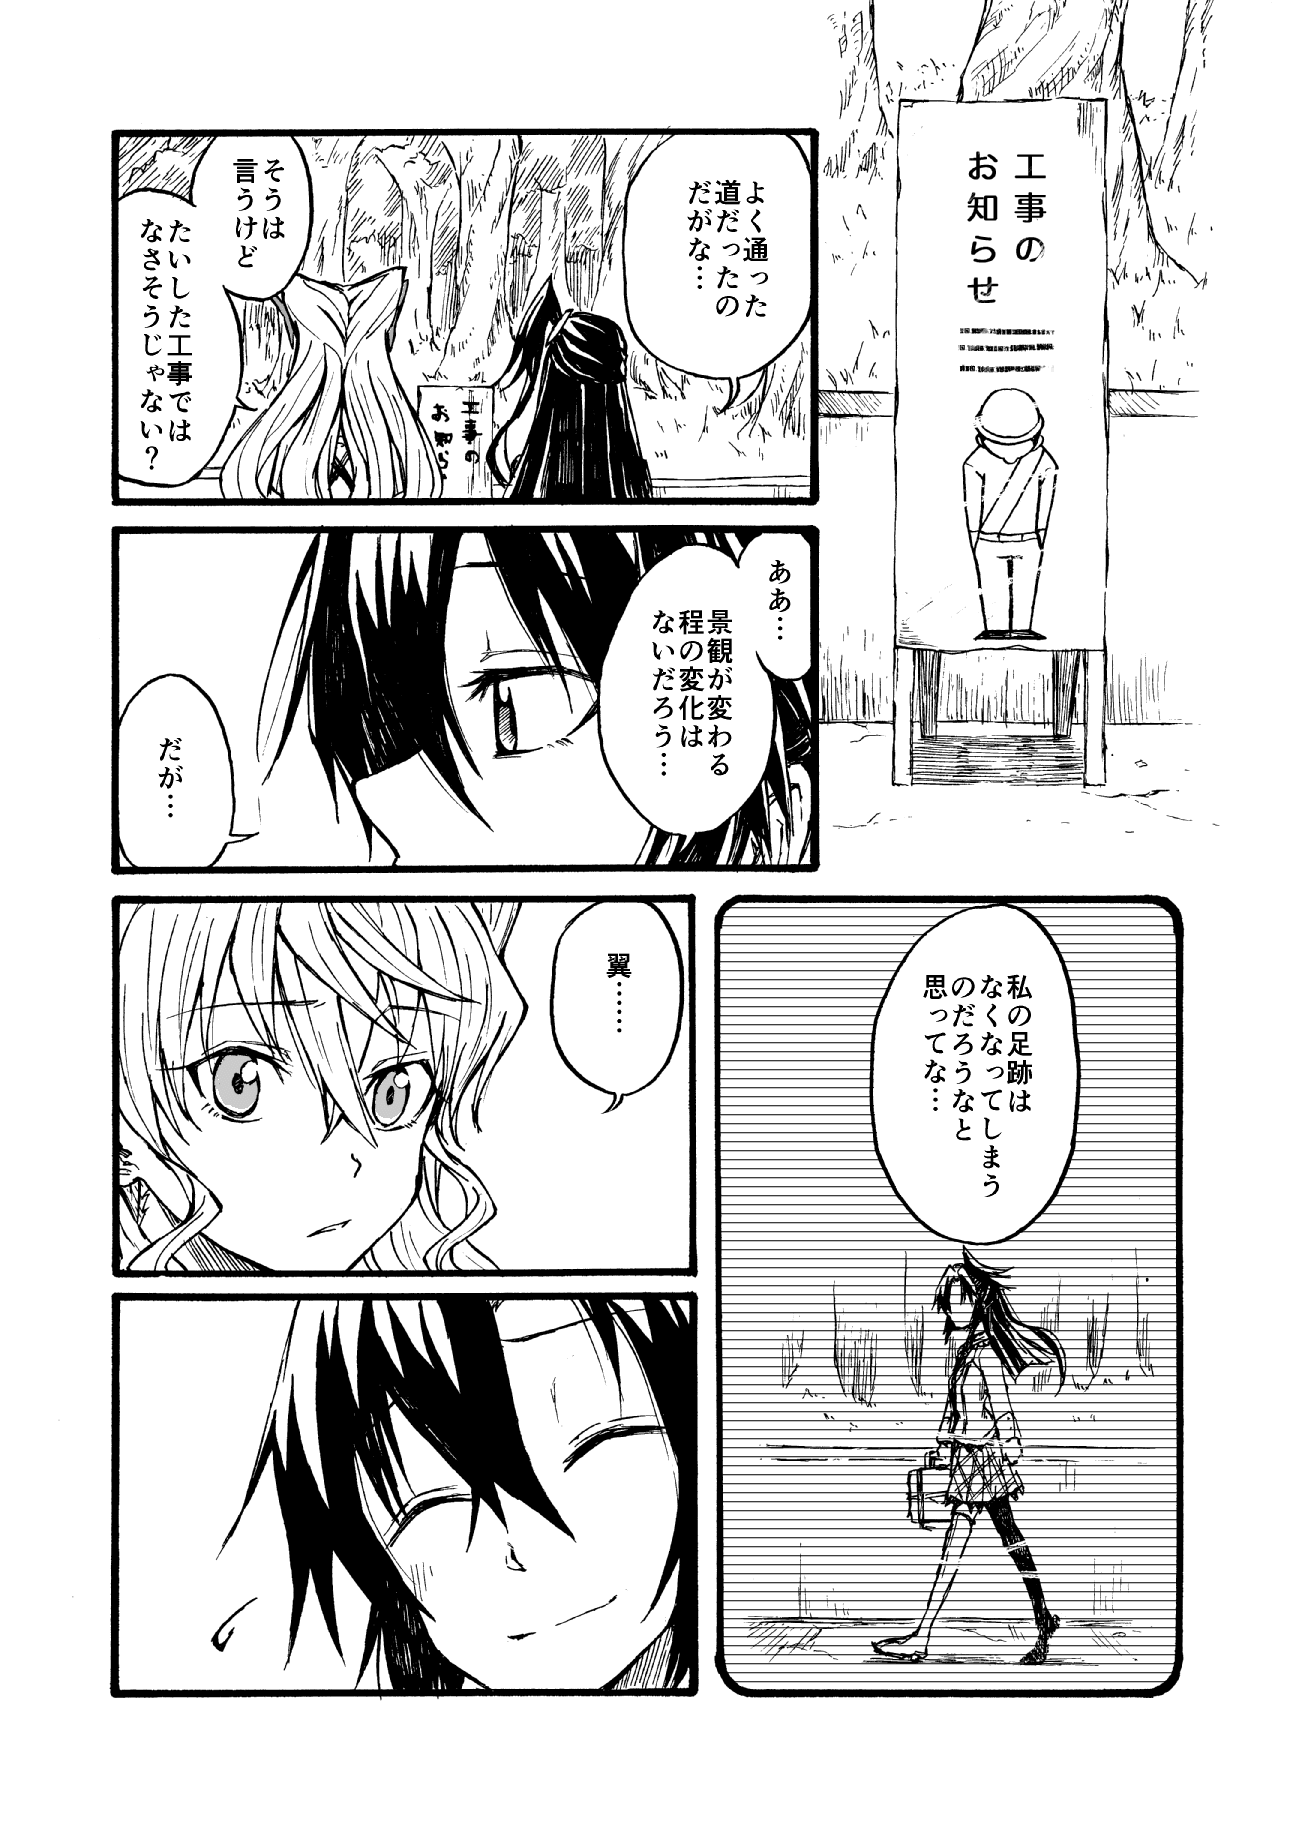 工事の
お知らせ
よく通った
道だったの
だがな…
そうは
言うけど
たいした工事では
なさそうじゃない？
工事の
お知ら
ああ…
景観が変わる
程の変化は
ないだろう…
だが…
私の足跡は
なくなってしまう
のだろうなと
思ってな…
翼……